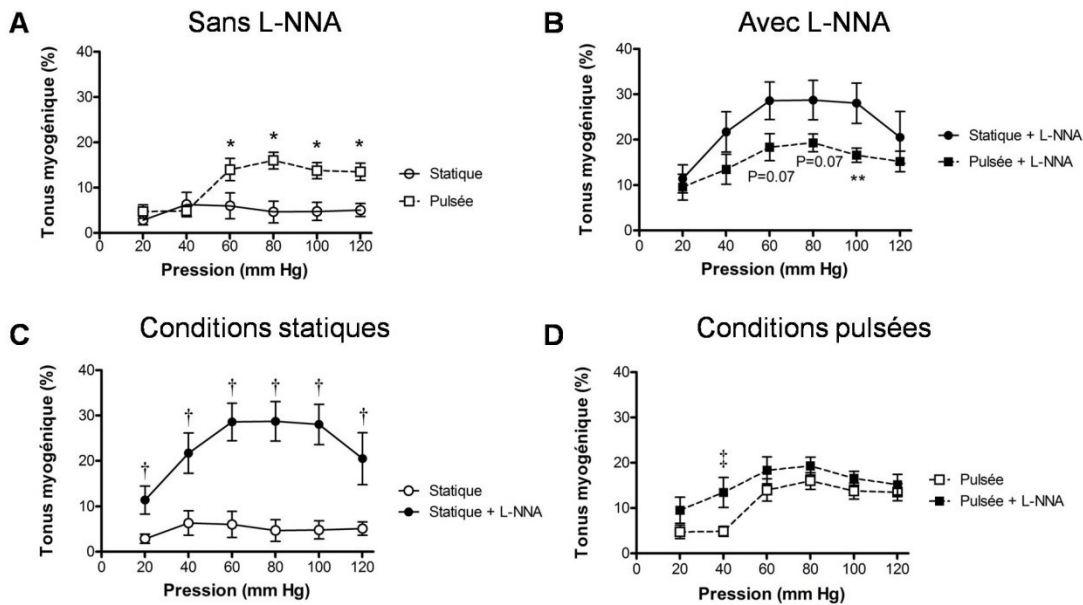 A Sans L-NNA
Tonus myogénique (%)
40
30
20
10
0
* * * *
0 20 40 60 80 100 120
Pression (mm Hg)
Statique
Pulsée
B Avec L-NNA
Tonus myogénique (%)
40
30
20
10
0
P=0.07
P=0.07
**
0 20 40 60 80 100 120
Pression (mm Hg)
Statique + L-NNA
Pulsée + L-NNA
C Conditions statiques
Tonus myogénique (%)
40
30
20
10
0
† † † † † †
0 20 40 60 80 100 120
Pression (mm Hg)
Statique
Statique + L-NNA
D Conditions pulsées
Tonus myogénique (%)
40
30
20
10
0
‡
0 20 40 60 80 100 120
Pression (mm Hg)
Pulsée
Pulsée + L-NNA